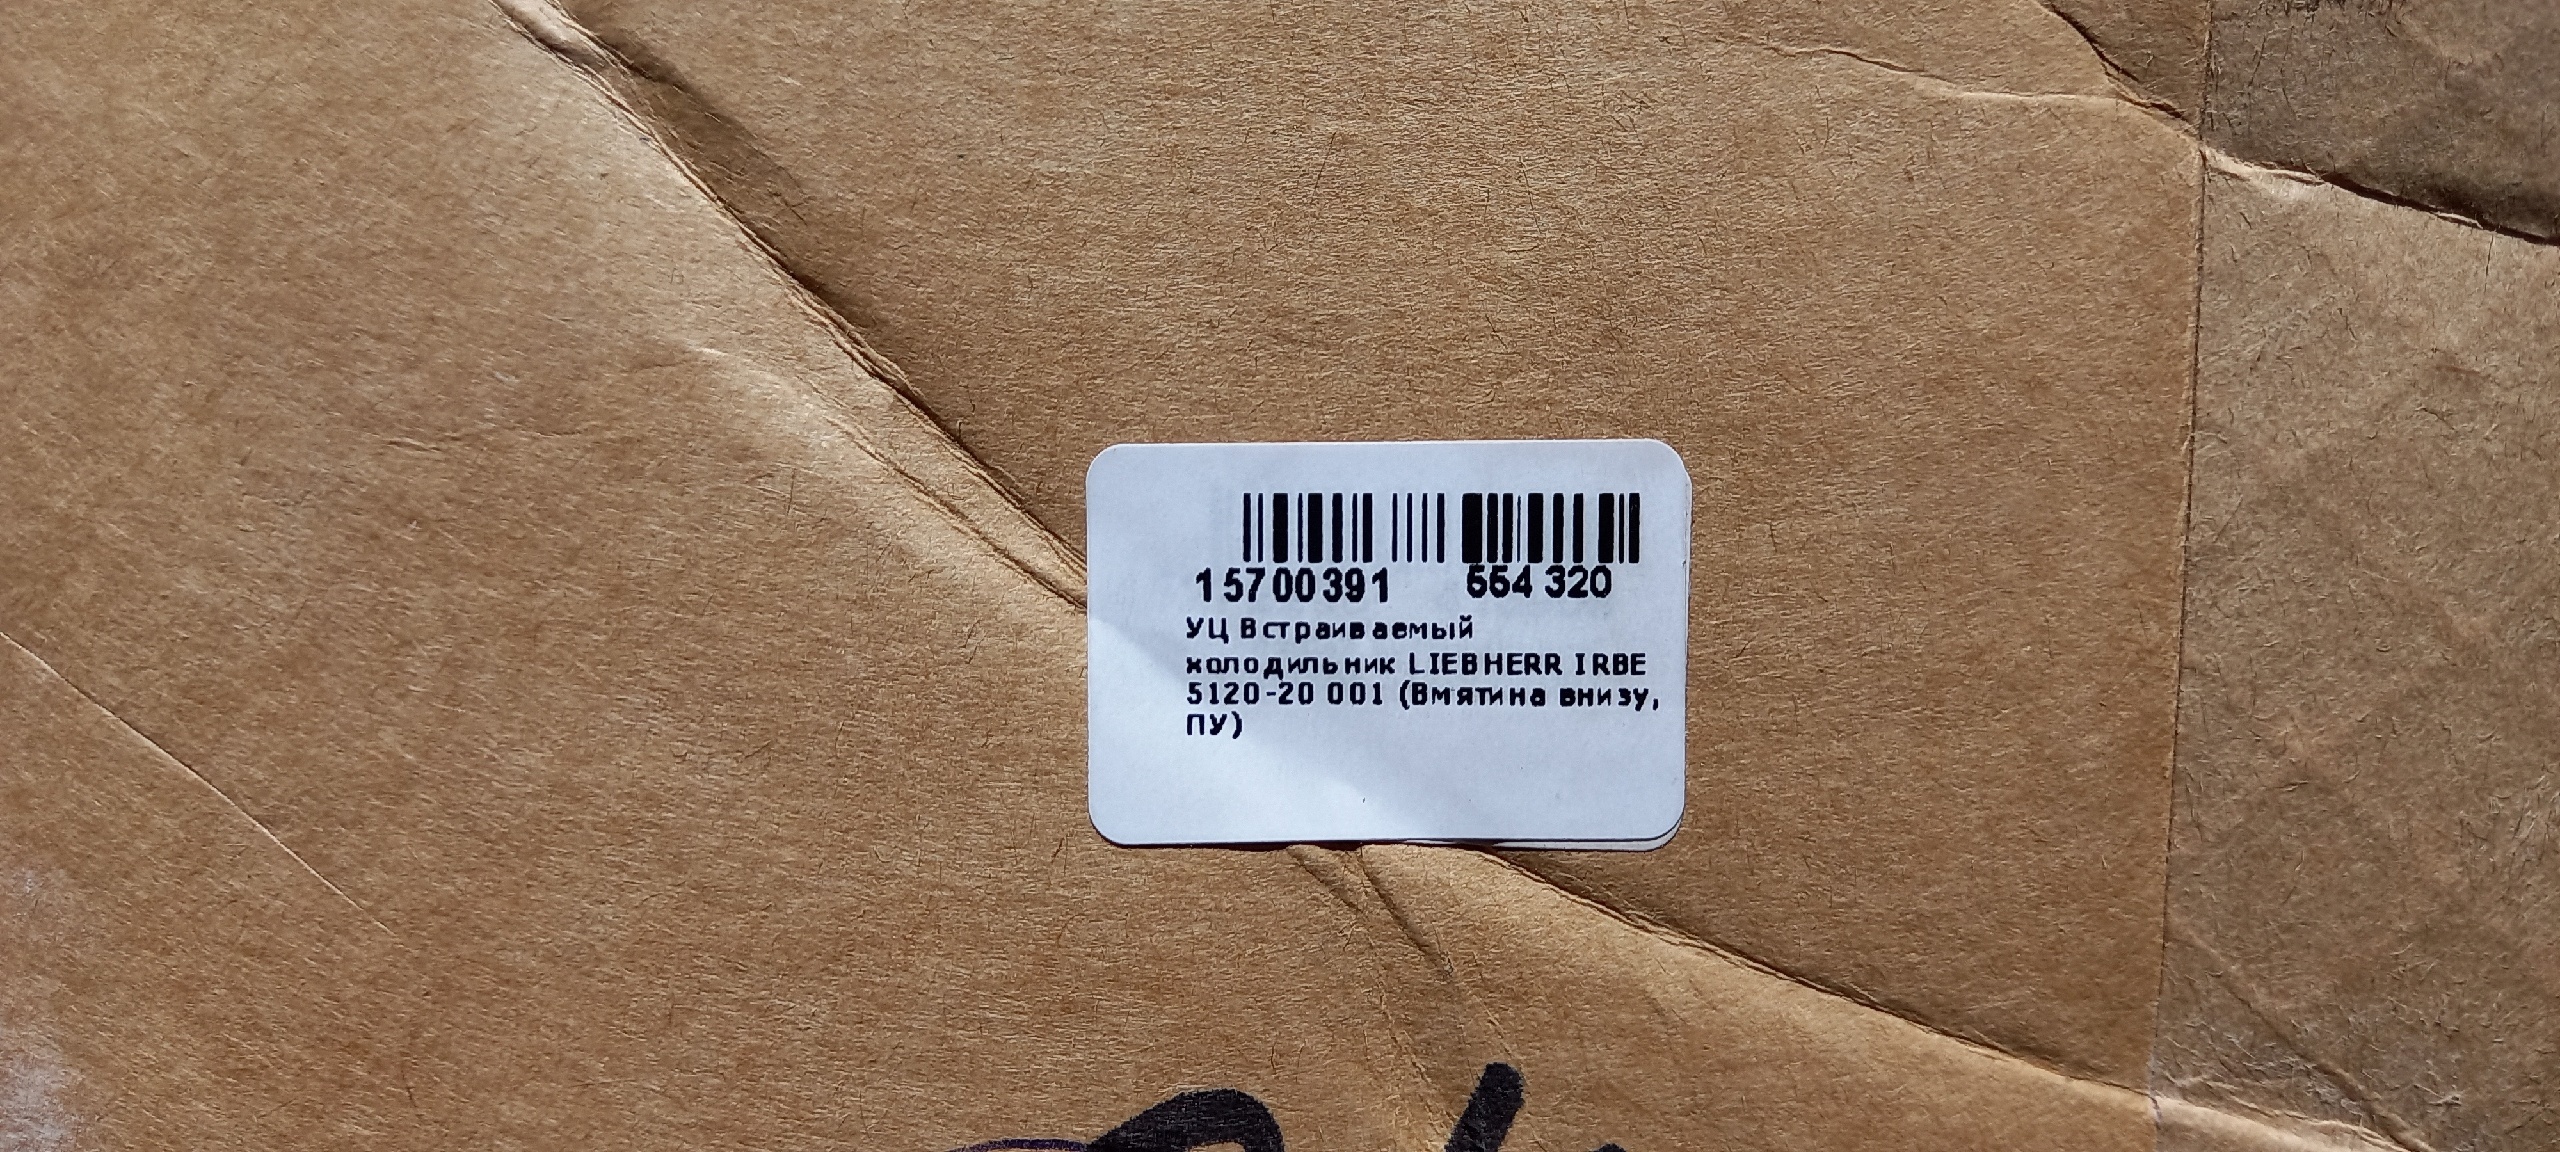 15700391 554 320
УЦ Встраиваемый
холодильник LIEBHERR IRBE
5120-20 001 (Вмятина внизу,
ПУ)